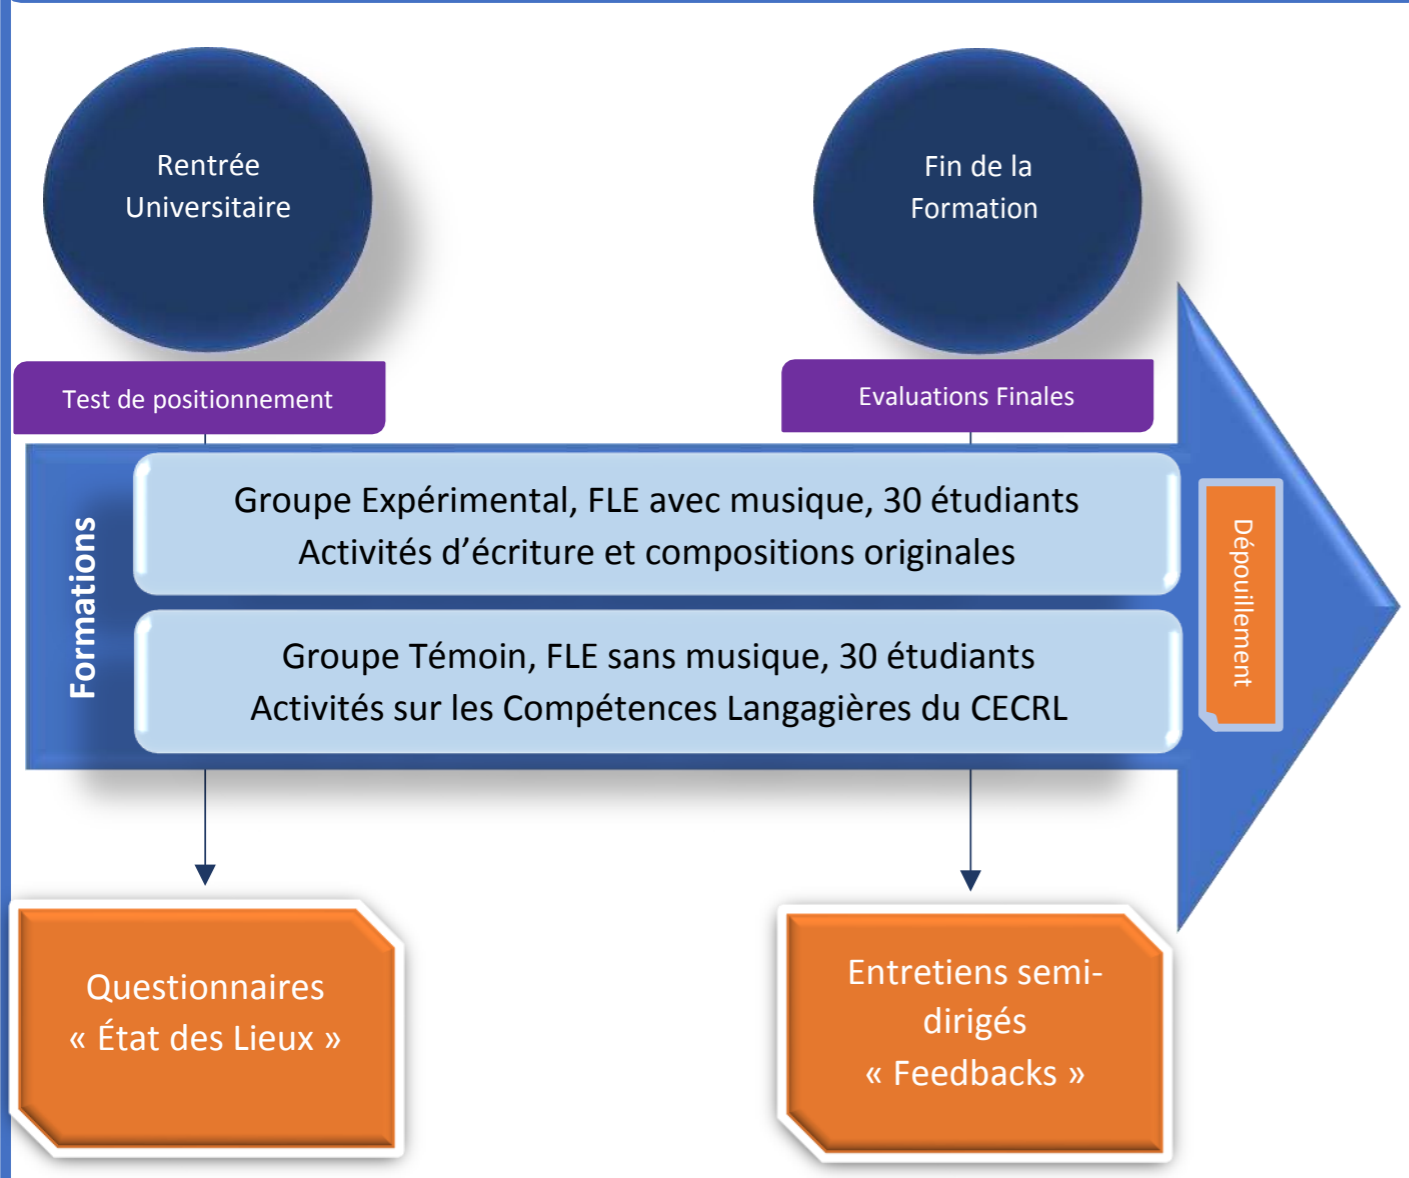 Rentrée
Universitaire
Fin de la
Formation
Test de positionnement
Evaluations Finales
Formations
Groupe Expérimental, FLE avec musique, 30 étudiants
Activités d’écriture et compositions originales
Groupe Témoin, FLE sans musique, 30 étudiants
Activités sur les Compétences Langagières du CECRL
Dépouillement
Questionnaires
« État des Lieux »
Entretiens semi-
dirigés
« Feedbacks »